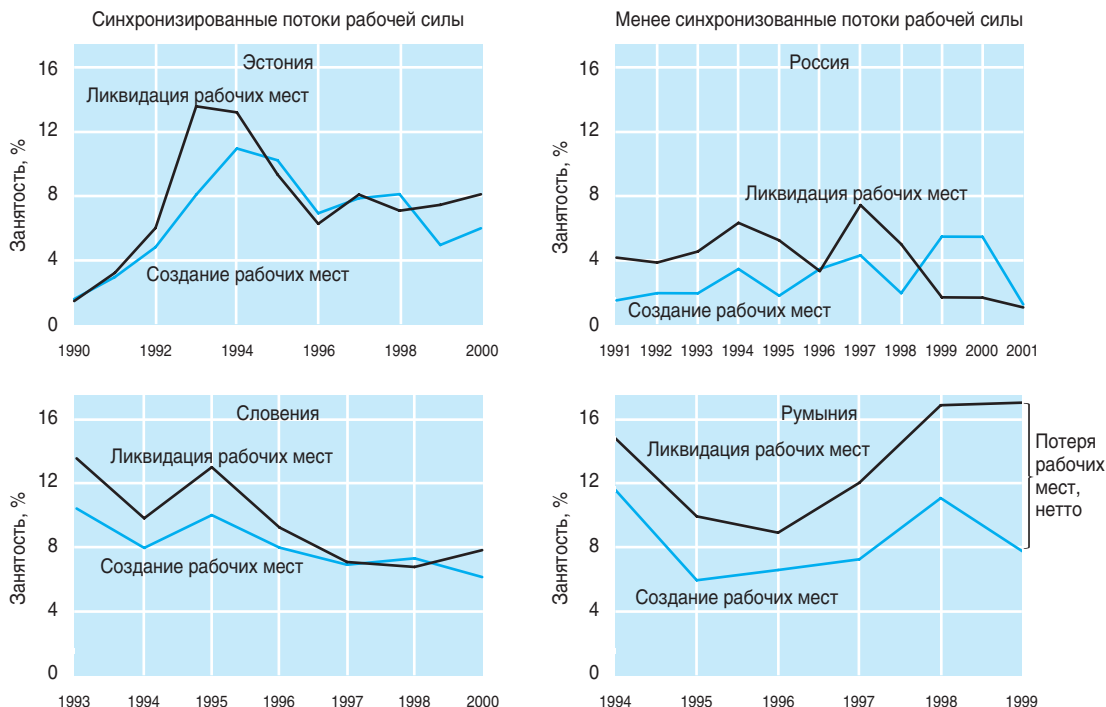 Синхронизированные потоки рабочей силы
Менее синхронизованные потоки рабочей силы
Эстония
Ликвидация рабочих мест
Создание рабочих мест
Занятость, %
16
12
8
4
0
1990 1992 1994 1996 1998 2000
Россия
Ликвидация рабочих мест
Создание рабочих мест
Занятость, %
16
12
8
4
0
1991 1992 1993 1994 1995 1996 1997 1998 1999 2000 2001
Словения
Ликвидация рабочих мест
Создание рабочих мест
Занятость, %
16
12
8
4
0
1993 1994 1995 1996 1997 1998 2000
Румыния
Ликвидация рабочих мест
Создание рабочих мест
Занятость, %
16
12
8
4
0
1994 1995 1996 1997 1998 1999
Потеря
рабочих
мест,
нетто